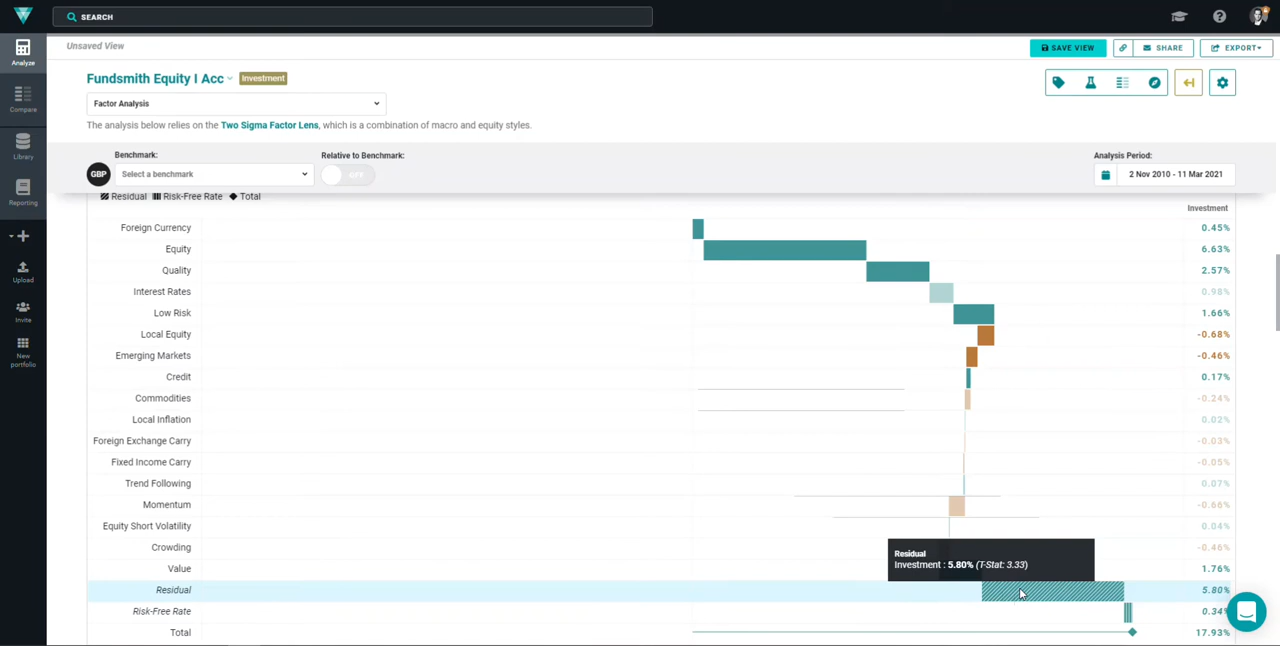 SEARCH
Unsaved View
SAVE VIEW
SHARE
EXPORT
Analyze
Fundsmith Equity I Acc
Investment
Compare
Factor Analysis
The analysis below relies on the Two Sigma Factor Lens, which is a combination of macro and equity styles.
Library
Benchmark:
Relative to Benchmark:
Analysis Period:
GBP
Select a benchmark
OFF
2 Nov 2010 - 11 Mar 2021
Reporting
Residual
Risk-Free Rate
Total
Investment
Foreign Currency 0.45%
Equity 6.63%
Upload
Quality 2.57%
Interest Rates 0.98%
Invite
Low Risk 1.66%
Local Equity -0.68%
New
portfolio
Emerging Markets -0.46%
Credit 0.17%
Commodities -0.24%
Local Inflation 0.02%
Foreign Exchange Carry -0.03%
Fixed Income Carry -0.05%
Trend Following 0.07%
Momentum -0.66%
Equity Short Volatility 0.04%
Crowding -0.46%
Residual
Investment : 5.80% (T-Stat: 3.33)
Value 1.76%
Residual 5.80%
Risk-Free Rate 0.34%
Total 17.93%